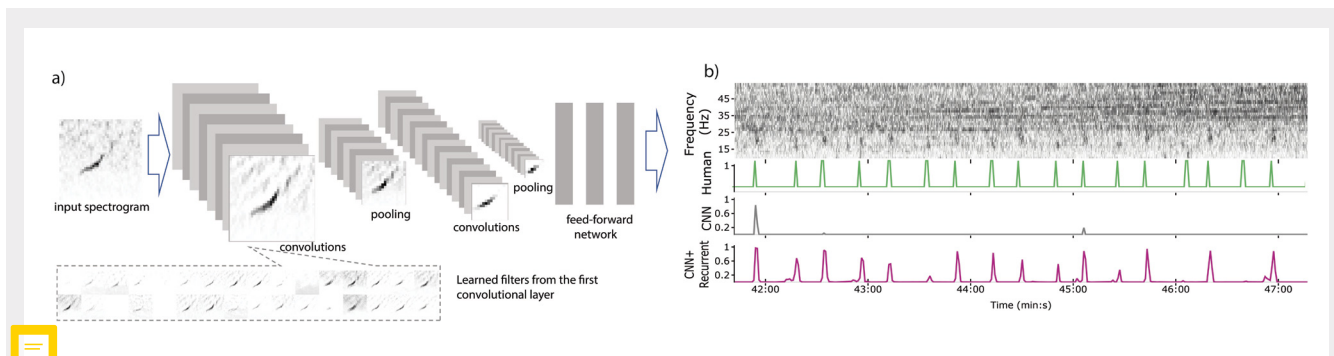 a)
input spectrogram
convolutions
pooling
convolutions
pooling
feed-forward
network
Learned filters from the first
convolutional layer
b)
Frequency
(Hz)
45
35
25
15
Human
1
CNN
1
0.6
0.2
CNN+
Recurrent
1
0.6
0.2
42:00
43:00
44:00
45:00
46:00
47:00
Time (min:s)